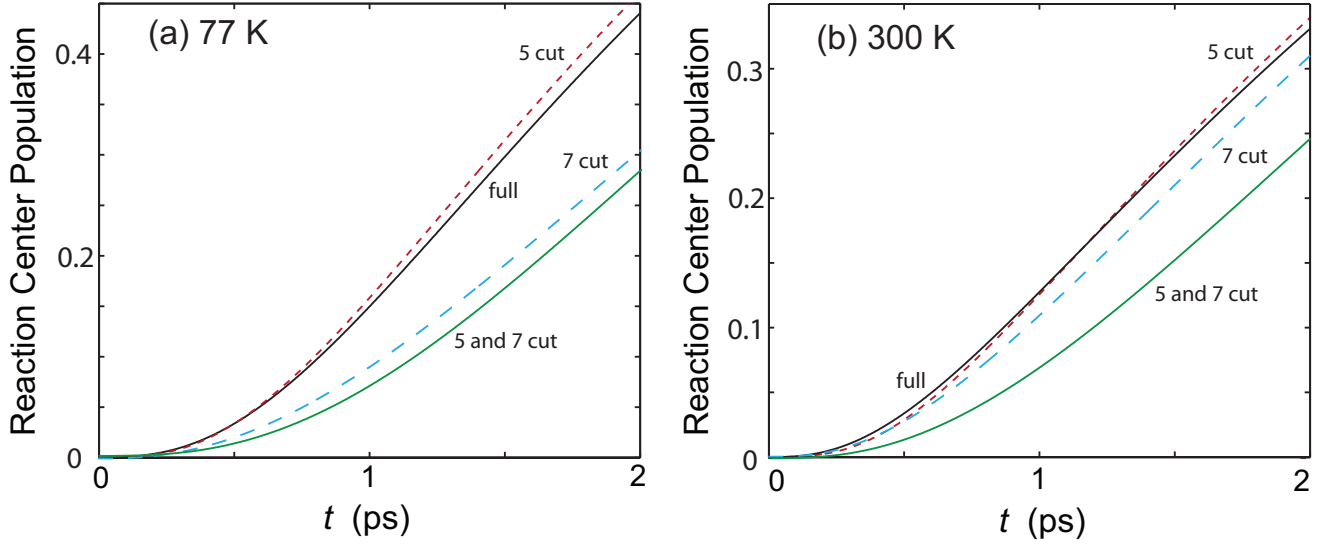 (a) 77 K
Reaction Center Population
0.4
0.2
0
5 cut
7 cut
full
5 and 7 cut
0
1
2
t (ps)
(b) 300 K
Reaction Center Population
0.3
0.2
0.1
0
5 cut
7 cut
5 and 7 cut
full
0
1
2
t (ps)